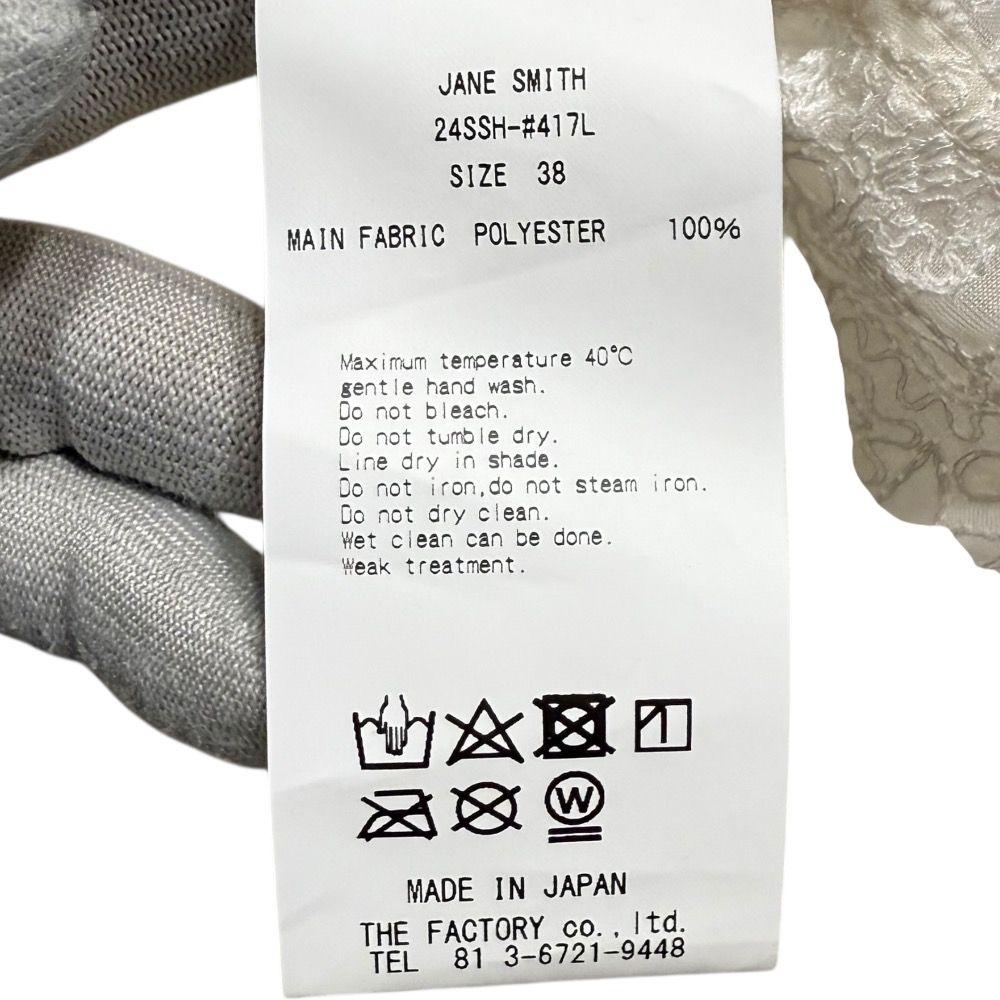 JANE SMITH
24SSH-#417L
SIZE 38
MAIN FABRIC POLYESTER 100%
Maximum temperature 40°C
gentle hand wash.
Do not bleach.
Do not tumble dry.
Line dry in shade.
Do not iron,do not steam iron.
Do not dry clean.
Wet clean can be done.
Weak treatment.
W
MADE IN JAPAN
THE FACTORY co.,ltd.
TEL 81 3-6721-9448